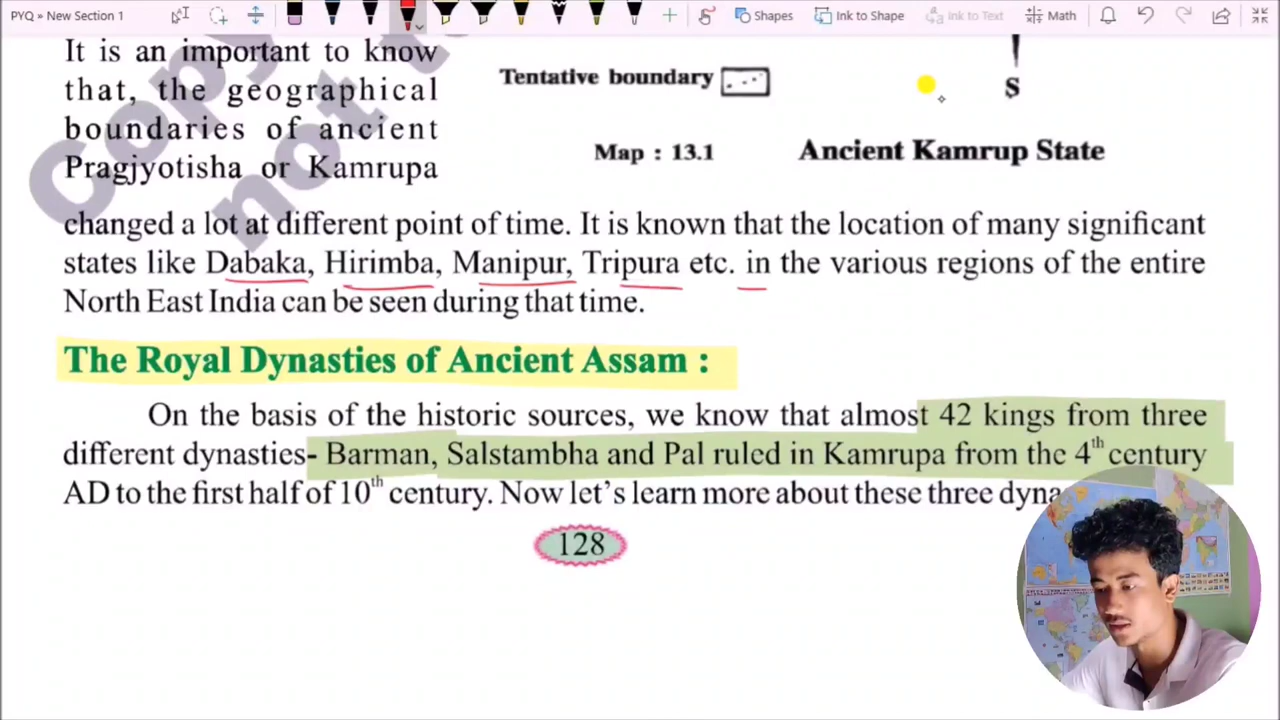 PYQ » New Section 1
Shapes
Ink to Shape
Ink to Text
Math
It is an important to know
that, the geographical
boundaries of ancient
Pragjyotisha or Kamrupa
Tentative boundary
S
Map : 13.1
Ancient Kamrup State
changed a lot at different point of time. It is known that the location of many significant
states like Dabaka, Hirimba, Manipur, Tripura etc. in the various regions of the entire
North East India can be seen during that time.
The Royal Dynasties of Ancient Assam :
On the basis of the historic sources, we know that almost 42 kings from three
different dynasties- Barman, Salstambha and Pal ruled in Kamrupa from the 4th century
AD to the first half of 10th century. Now let's learn more about these three
128